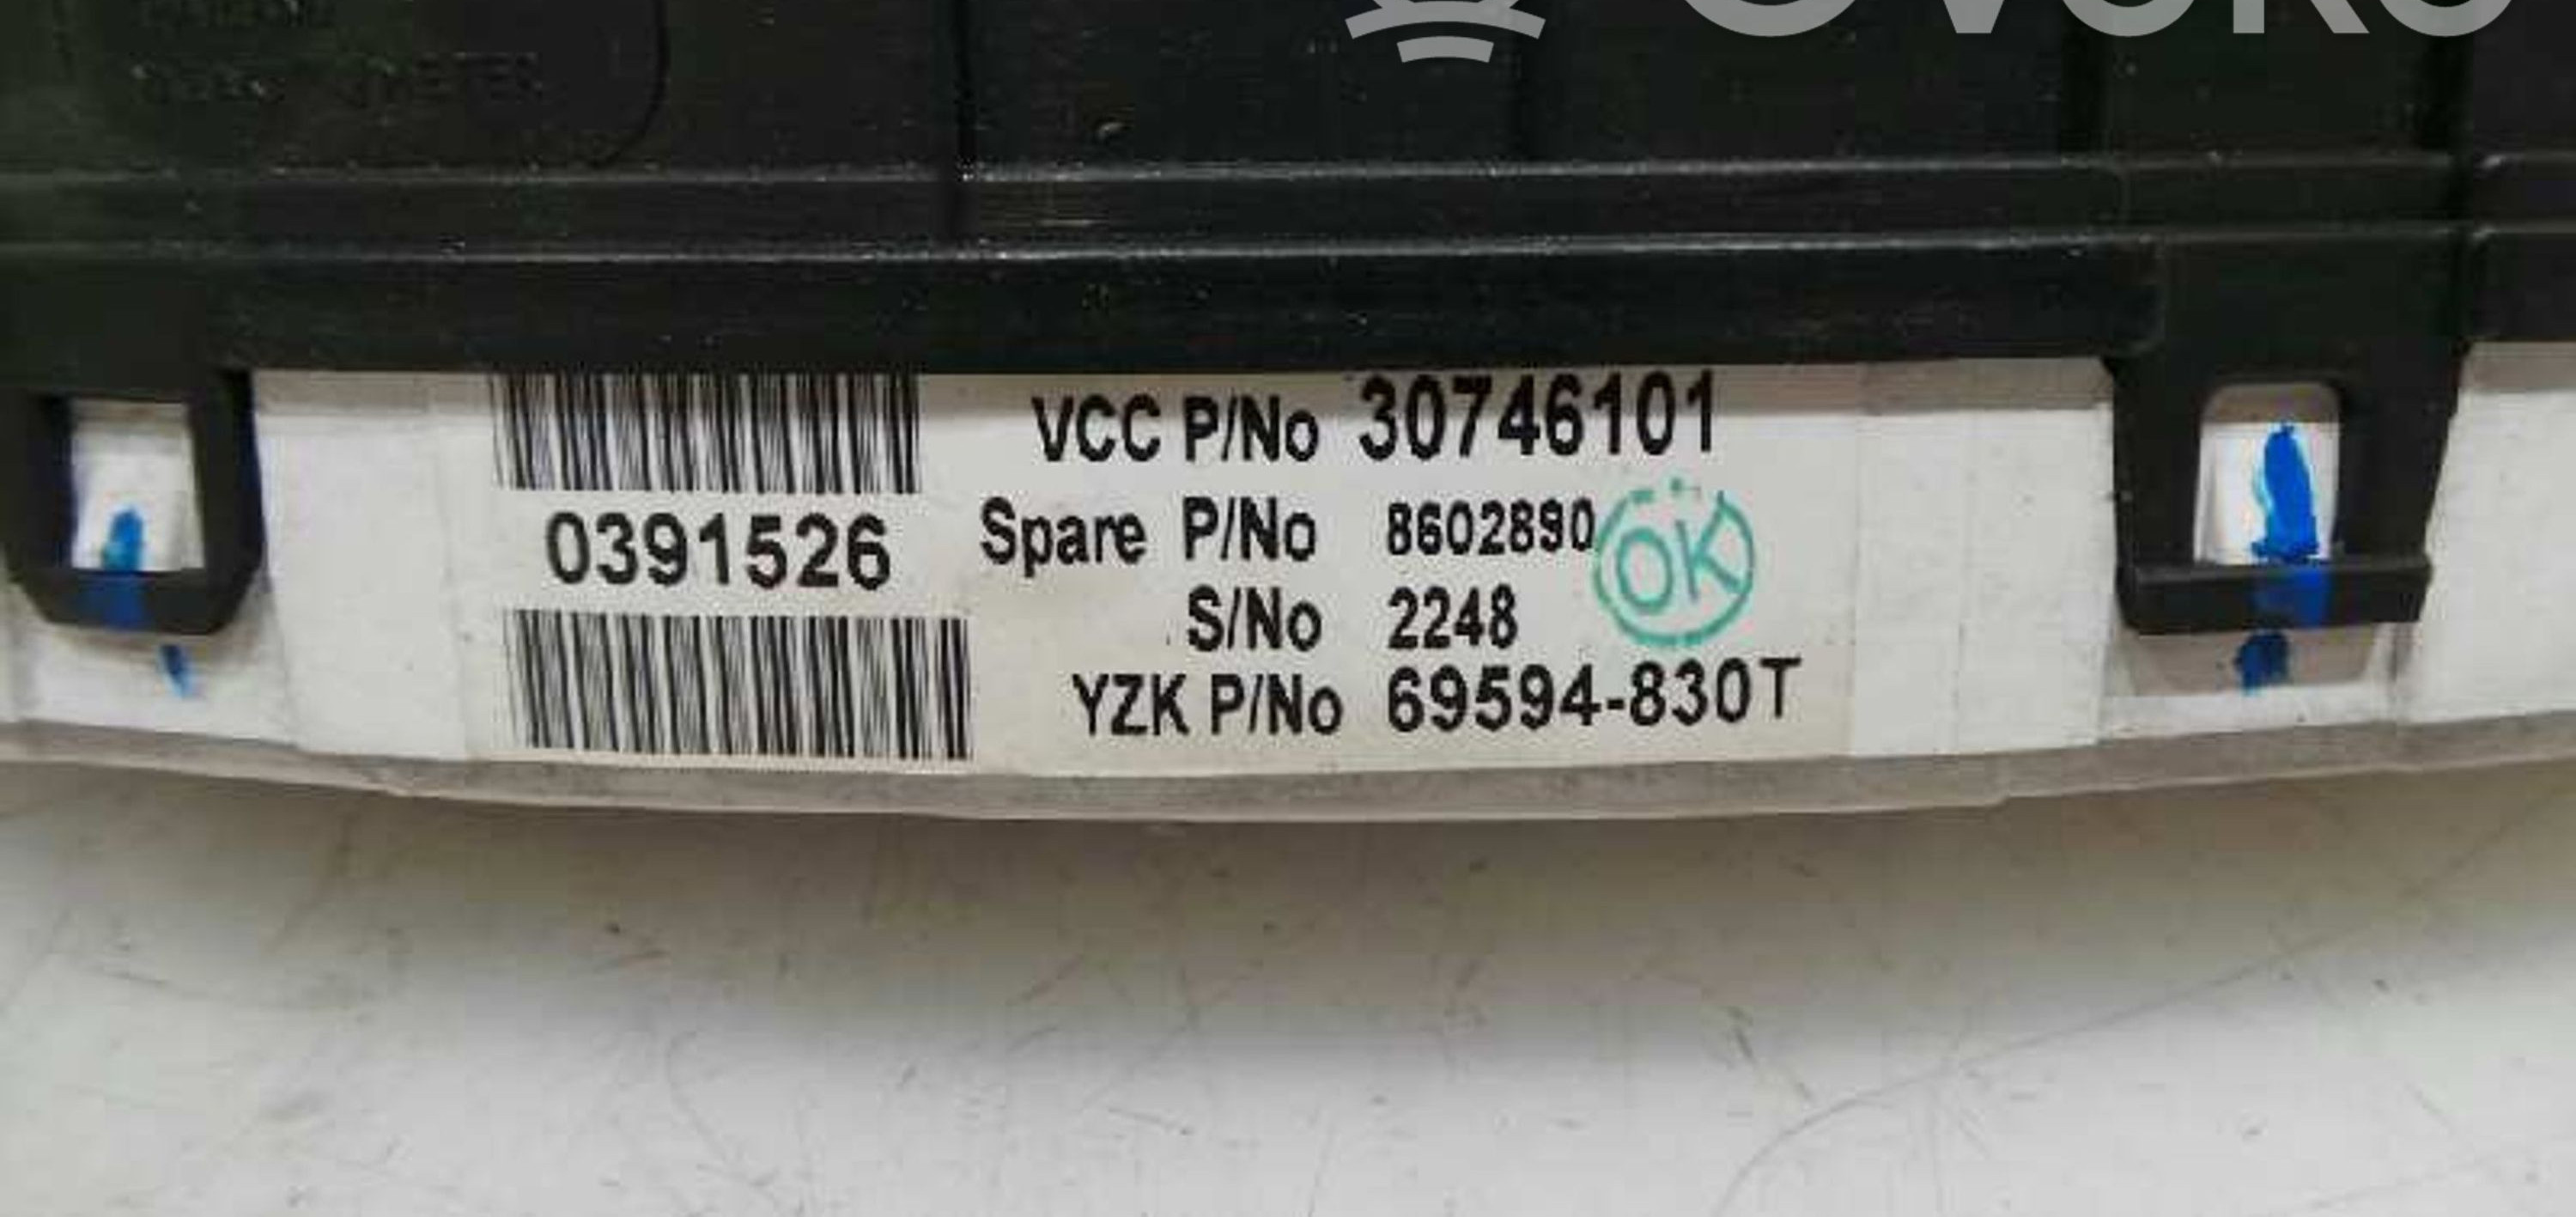 VCC P/No 30746101
0391526
Spare P/No 8602890
OK
S/No 2248
YZK P/No 69594-830T